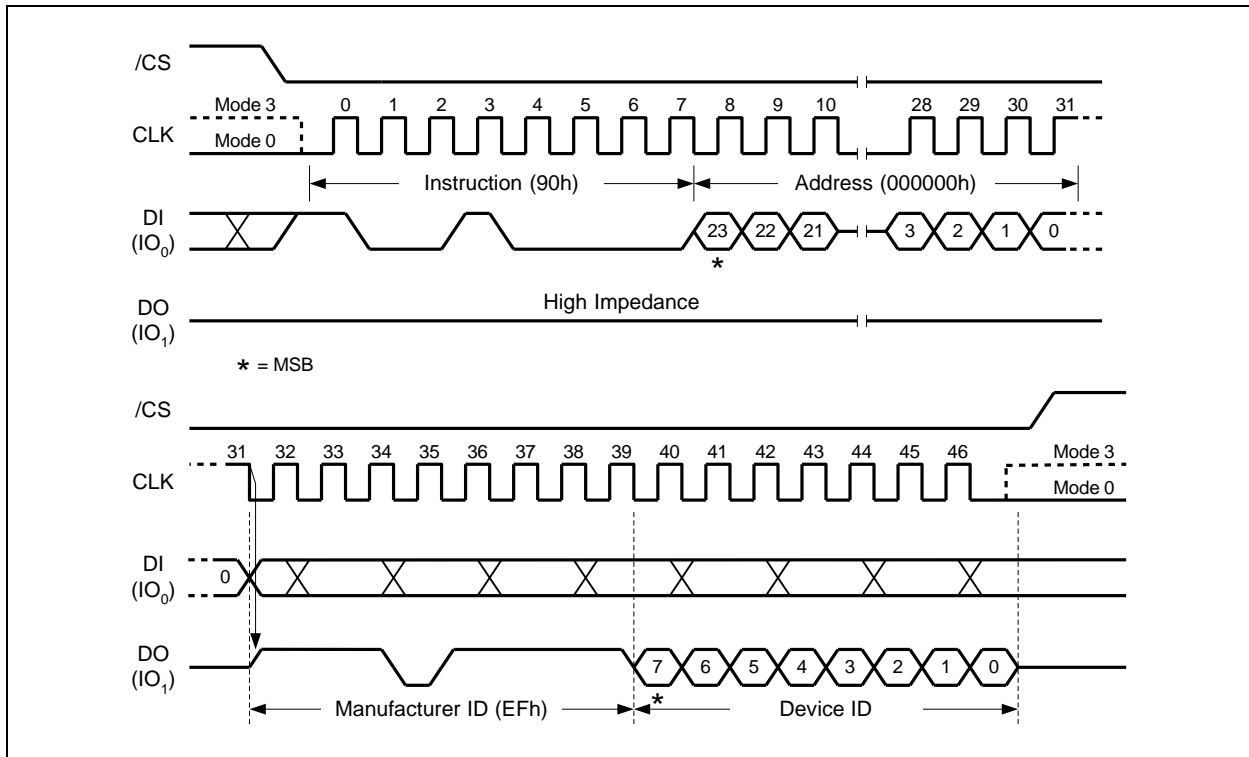 /CS
Mode 3
0 1 2 3 4 5 6 7 8 9 10 28 29 30 31
CLK
Mode 0
Instruction (90h)
Address (000000h)
DI
(IO0)
23 22 21 3 2 1 0
*
High Impedance
DO
(IO1)
* = MSB
/CS
31 32 33 34 35 36 37 38 39 40 41 42 43 44 45 46
Mode 3
CLK
Mode 0
DI
(IO0)
0
DO
(IO1)
7 6 5 4 3 2 1 0
*
Manufacturer ID (EFh)
Device ID